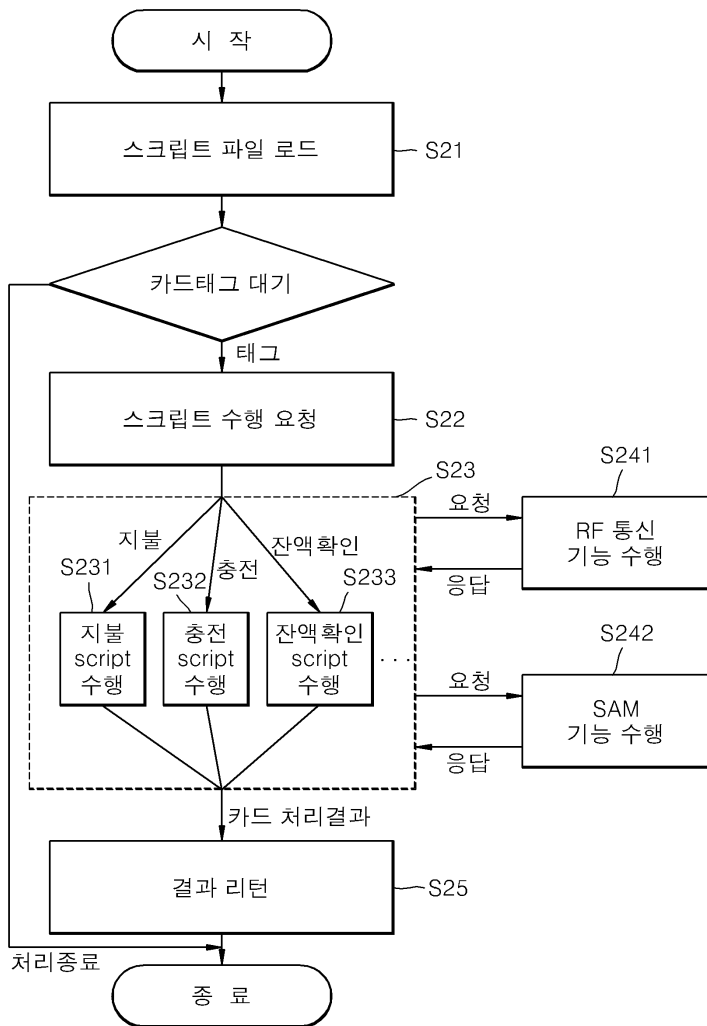 시 작
스크립트 파일 로드
S21
카드태그 대기
태그
스크립트 수행 요청
S22
S23
S241
요청
RF 통신
기능 수행
응답
지불
충전
잔액확인
S231
S232
S233
지불
script
수행
충전
script
수행
잔액확인
script
수행
. . .
S242
요청
SAM
기능 수행
응답
카드 처리결과
결과 리턴
S25
처리종료
종 료